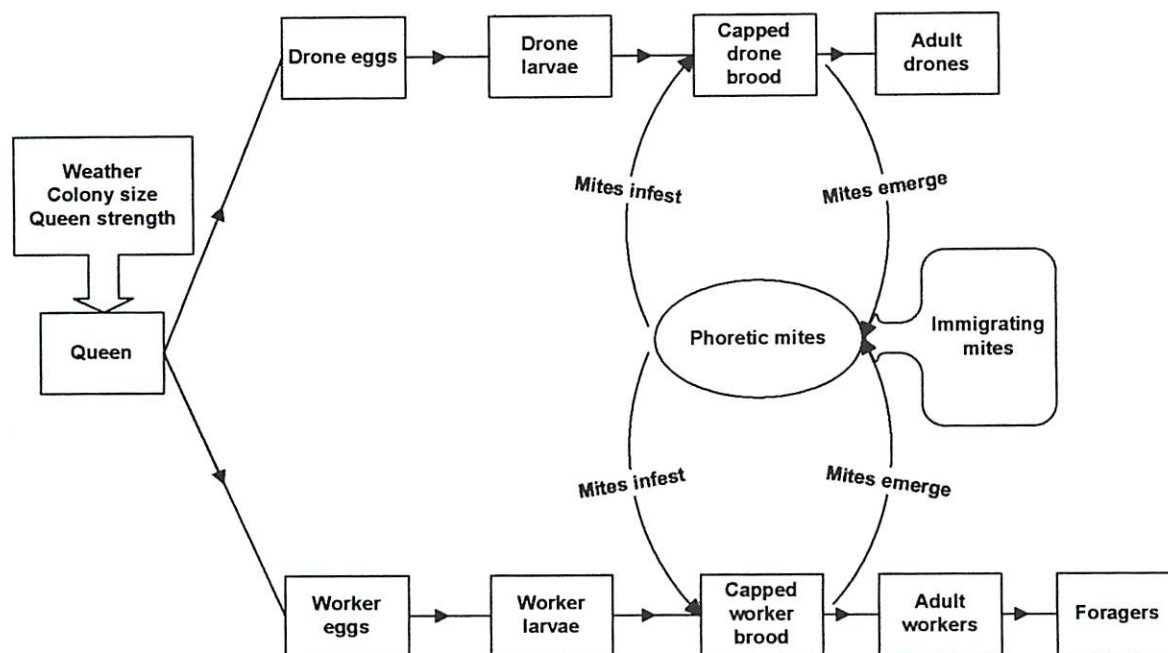 Drone eggs
Drone
larvae
Capped
drone
brood
Adult
drones
Weather
Colony size
Queen strength
Mites infest
Mites emerge
Queen
Phoretic mites
Immigrating
mites
Mites infest
Mites emerge
Worker
eggs
Worker
larvae
Capped
worker
brood
Adult
workers
Foragers